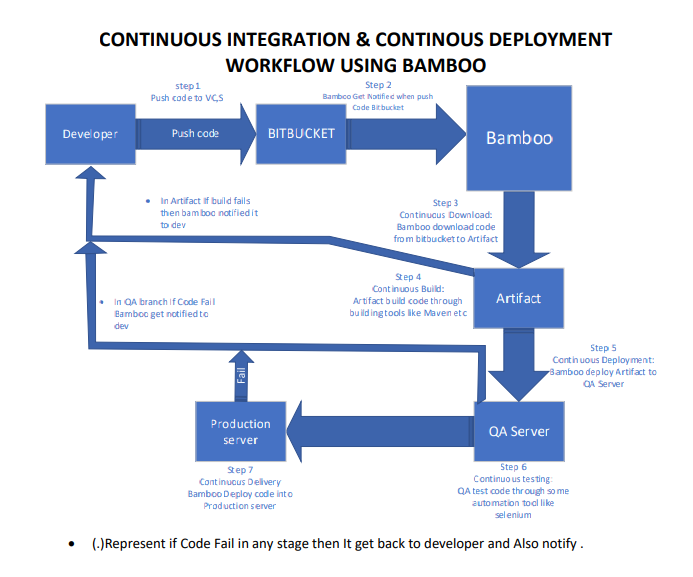 CONTINUOUS INTEGRATION & CONTINOUS DEPLOYMENT
WORKFLOW USING BAMBOO
step 1
Push code to VC,S
Step 2
Bamboo Get Notified when push
Code Bit bucket
Developer
Push code
BITBUCKET
Bamboo
• In Artifact If build fails
then bamboo notified it
to dev
Step 3
Continuous Download:
Bamboo download code
from bitbucket to Artifact
Step 4
Continuous Build:
Artifact build code through
building tools like Maven etc
Artifact
• In QA branch if Code Fail
Bamboo get notified to
dev
Step 5
Continuous Deployment:
Bamboo deploy Artifact to
QA Server
Fail
Production
server
QA Server
Step 7
Continuous Delivery
Bamboo Deploy code into
Production server
Step 6
Continuous testing:
QA test code through some
automation tool like
selenium
• (.)Represent if Code Fail in any stage then It get back to developer and Also notify .